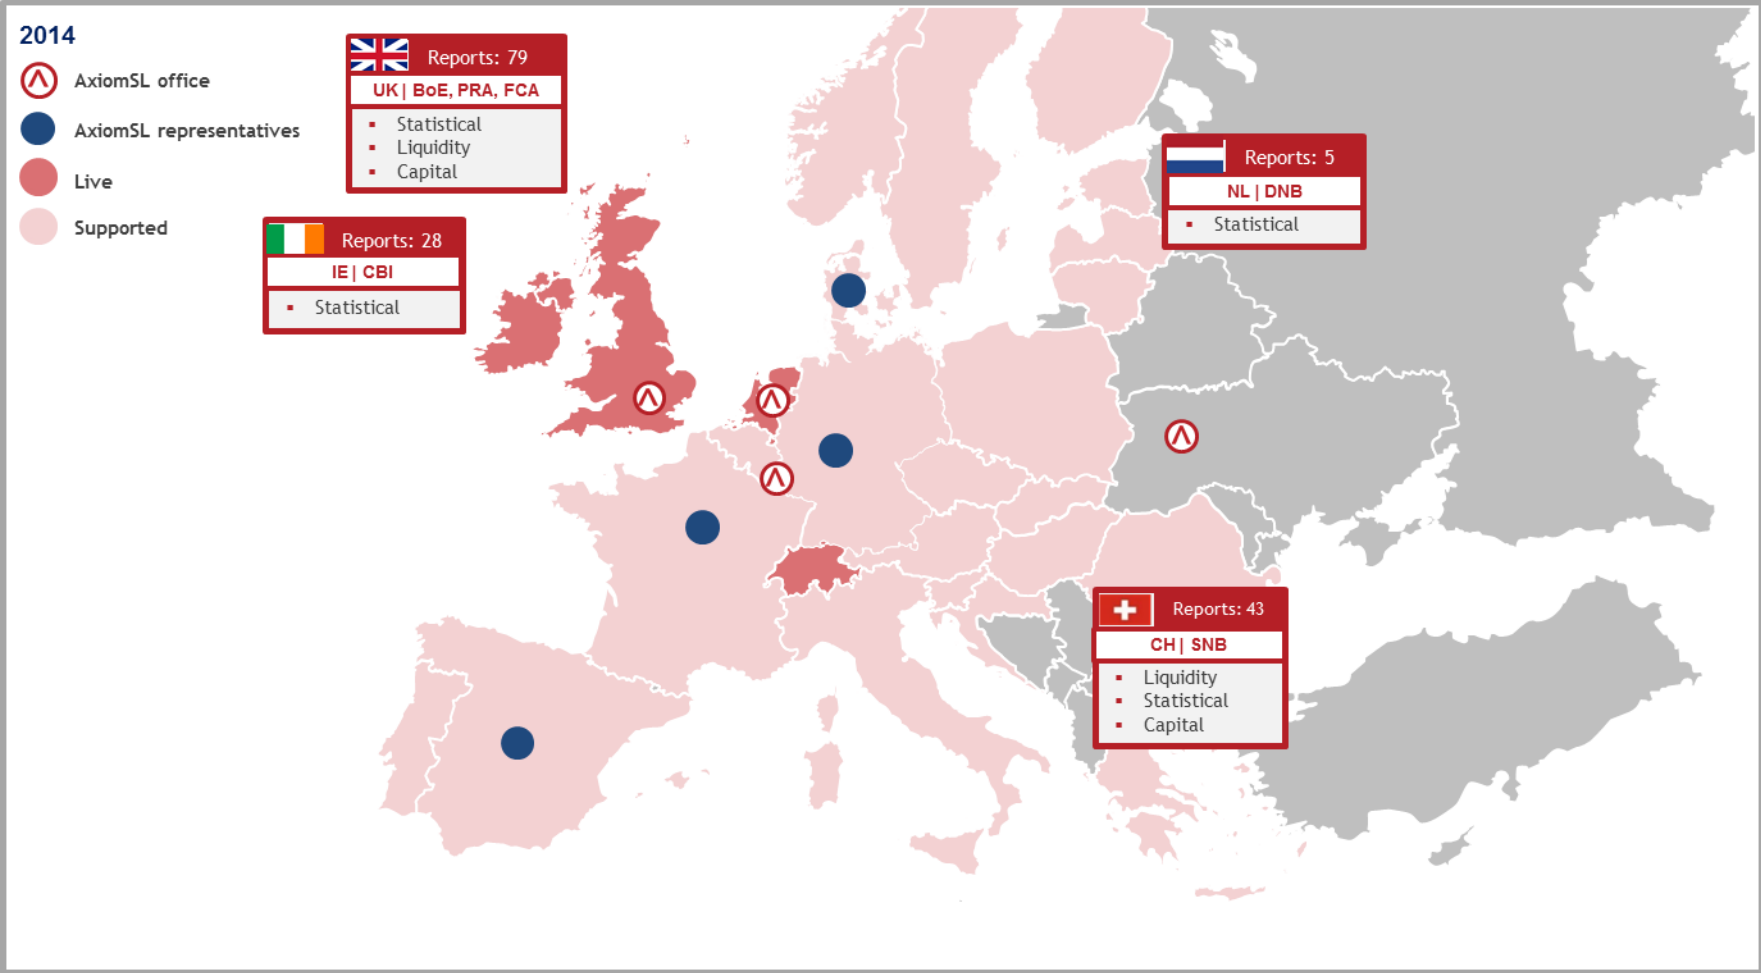 2014
AxiomSL office
AxiomSL representatives
Live
Supported
Reports: 79
UK| BoE, PRA, FCA
▪ Statistical
▪ Liquidity
▪ Capital
Reports: 28
IE| CBI
▪ Statistical
Reports: 5
NL | DNB
▪ Statistical
Reports: 43
CH| SNB
▪ Liquidity
▪ Statistical
▪ Capital